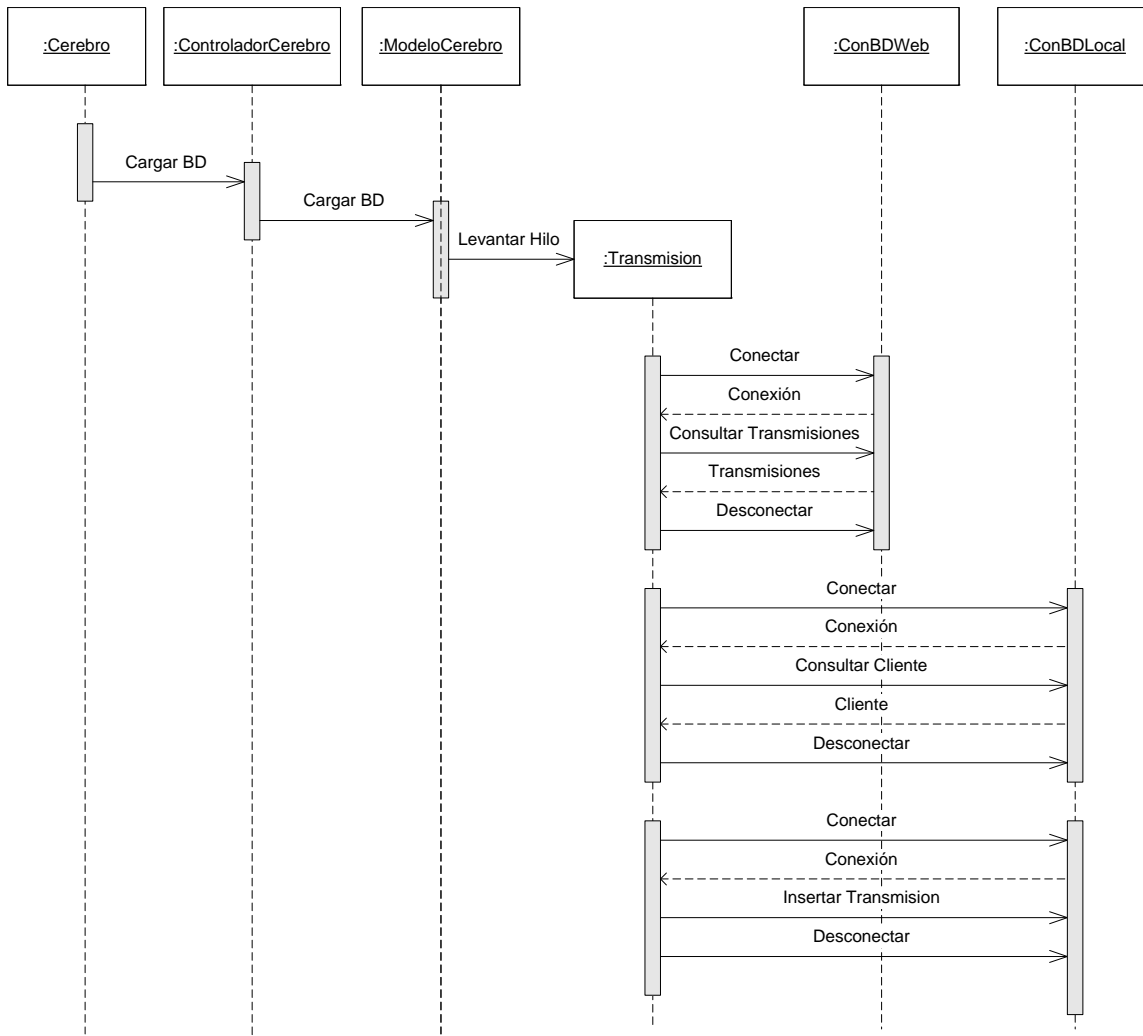 :Cerebro
:ControladorCerebro
:ModeloCerebro
:ConBDWeb
:ConBDLocal
Cargar BD
Cargar BD
Levantar Hilo
:Transmision
Conectar
Conexión
Consultar Transmisiones
Transmisiones
Desconectar
Conectar
Conexión
Consultar Cliente
Cliente
Desconectar
Conectar
Conexión
Insertar Transmision
Desconectar